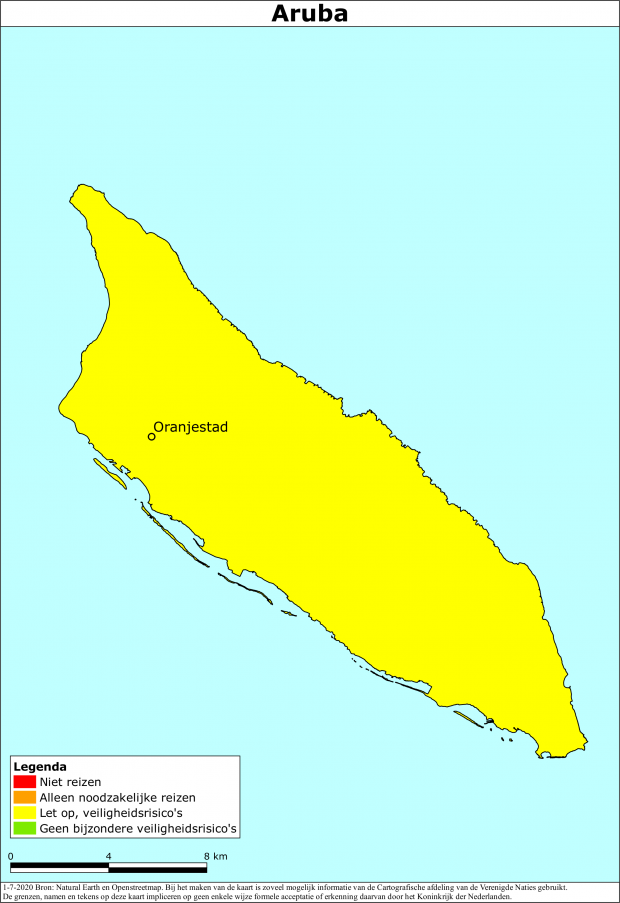 Aruba
Oranjestad
Legenda
Niet reizen
Alleen noodzakelijke reizen
Let op, veiligheidsrisico's
Geen bijzondere veiligheidsrisico's
0 4 8 km
1-7-2020 Bron: Natural Earth en Openstreetmap. Bij het maken van de kaart is zoveel mogelijk informatie van de Cartografische afdeling van de Verenigde Naties gebruikt.
De grenzen, namen en tekens op deze kaart impliceren op geen enkele wijze formele acceptatie of erkenning daarvan door het Koninkrijk der Nederlanden.